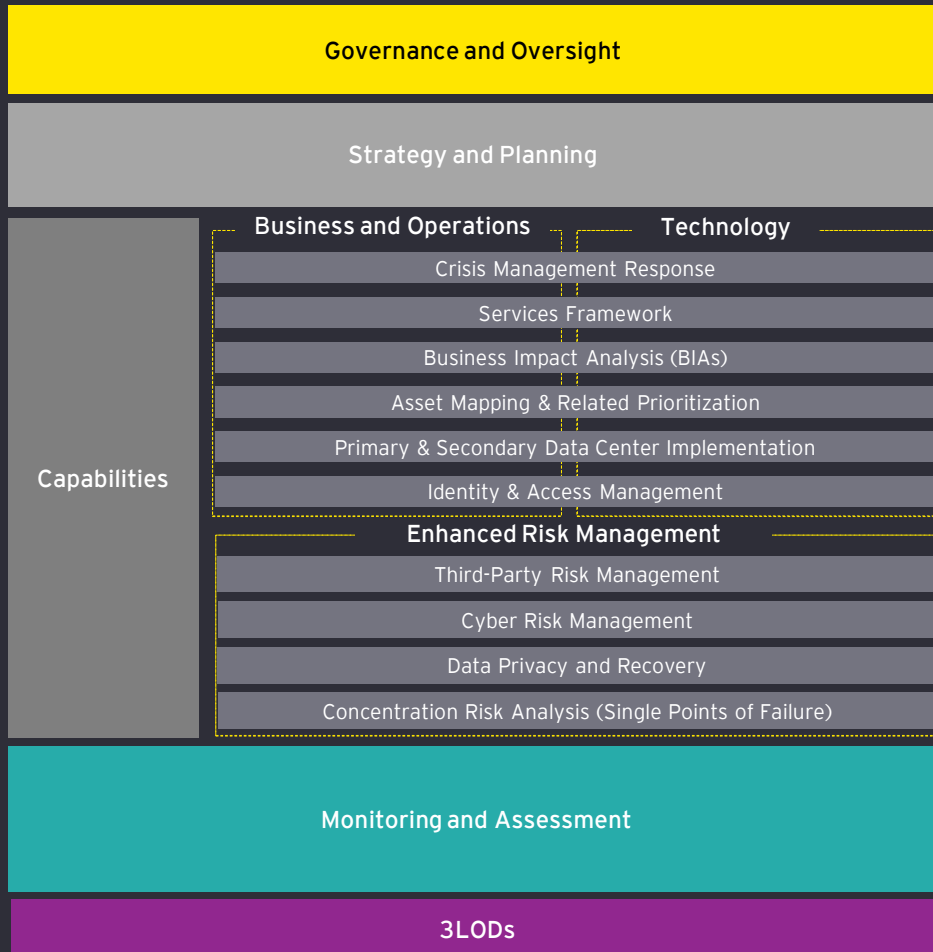 Governance and Oversight
Strategy and Planning
Capabilities
Business and Operations
Technology
Crisis Management Response
Services Framework
Business Impact Analysis (BIAs)
Asset Mapping & Related Prioritization
Primary & Secondary Data Center Implementation
Identity & Access Management
Enhanced Risk Management
Third-Party Risk Management
Cyber Risk Management
Data Privacy and Recovery
Concentration Risk Analysis (Single Points of Failure)
Monitoring and Assessment
3LODs